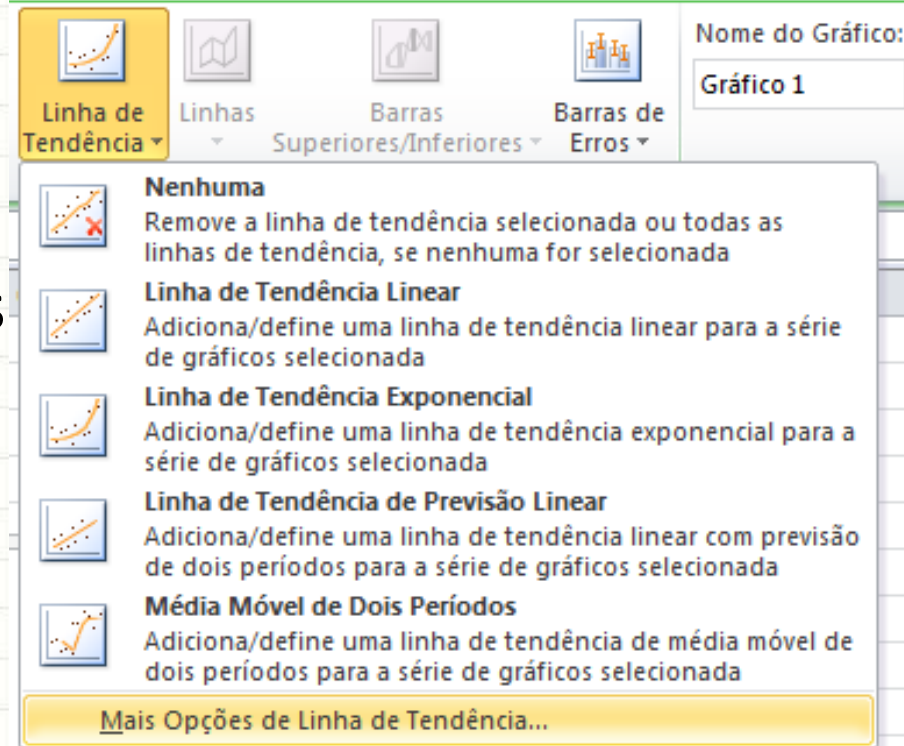 Linha de
Tendência
Linhas
Barras
Superiores/Inferiores
Barras de
Erros
Nome do Gráfico:
Gráfico 1
Nenhuma
Remove a linha de tendência selecionada ou todas as
linhas de tendência, se nenhuma for selecionada
Linha de Tendência Linear
Adiciona/define uma linha de tendência linear para a série
de gráficos selecionada
Linha de Tendência Exponencial
Adiciona/define uma linha de tendência exponencial para a
série de gráficos selecionada
Linha de Tendência de Previsão Linear
Adiciona/define uma linha de tendência linear com previsão
de dois períodos para a série de gráficos selecionada
Média Móvel de Dois Períodos
Adiciona/define uma linha de tendência de média móvel de
dois períodos para a série de gráficos selecionada
Mais Opções de Linha de Tendência...